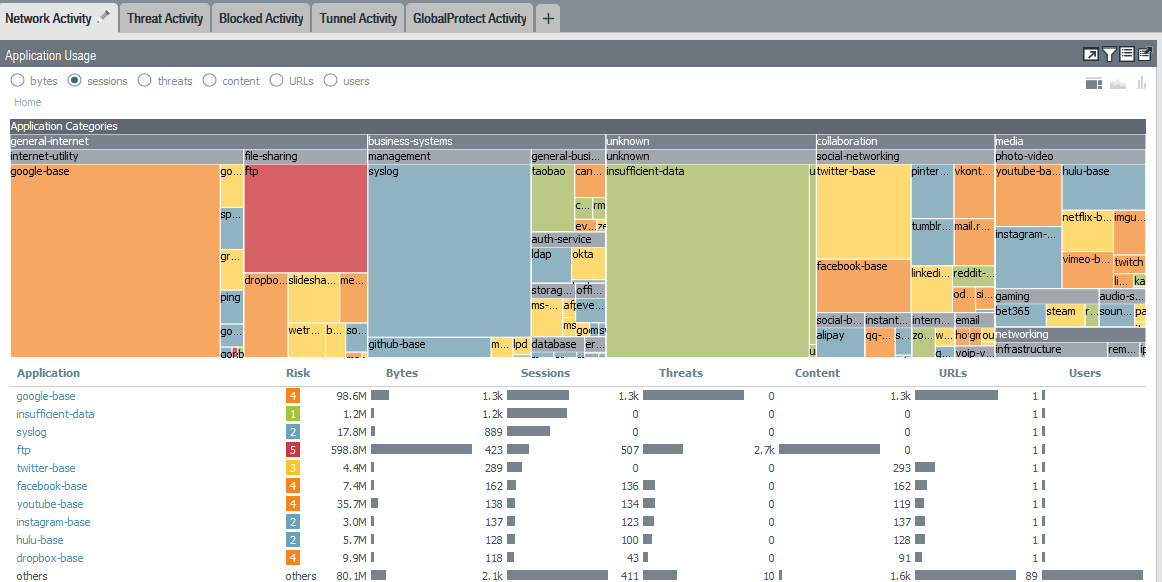 Network Activity Threat Activity Blocked Activity Tunnel Activity GlobalProtect Activity +
Application Usage
bytes sessions threats content URLs users
Home
Application Categories
general-internet business-systems unknown collaboration media
internet-utility file-sharing management general-busi... unknown social-networking photo-video
google-base go... ftp syslog taobao can... insufficient-data u twitter-base pinter... vkont... youtube-ba... hulu-base
c... rm
sp... netflix-b... imgu...
ev... ze tumblr... mail.r... instagram-...
auth-service
gr... ldap okta vimeo-b... twitch
facebook-base
dropbo... slidesha... me... linkedi... reddit-... li... ka
storag... offi...
ping od... si... gaming audio-s...
ms-... aff eve... bet365 steam r... soun... pa
social-b... instant... intern... email
go... wetr... b... so... ms gorm sw alipay qq-... s... zo... w... ho gm ou networking
github-base m... lpd database er... infrastructure rem... ip
gor b u g... voip-v
Application Risk Bytes Sessions Threats Content URLs Users
google-base 4 98.6M 1.3k 1.3k 0 1.3k 1
insufficient-data 1 1.2M 1.2k 0 0 0 1
syslog 2 17.8M 889 0 0 0 1
ftp 5 598.8M 423 507 2.7k 0 1
twitter-base 3 4.4M 289 0 0 293 1
facebook-base 4 7.4M 162 136 0 162 1
youtube-base 4 35.7M 138 134 0 119 1
instagram-base 2 3.0M 137 123 0 137 1
hulu-base 2 5.7M 128 100 0 128 1
dropbox-base 4 9.9M 118 43 0 91 1
others others 80.1M 2.1k 411 10 1.6k 89